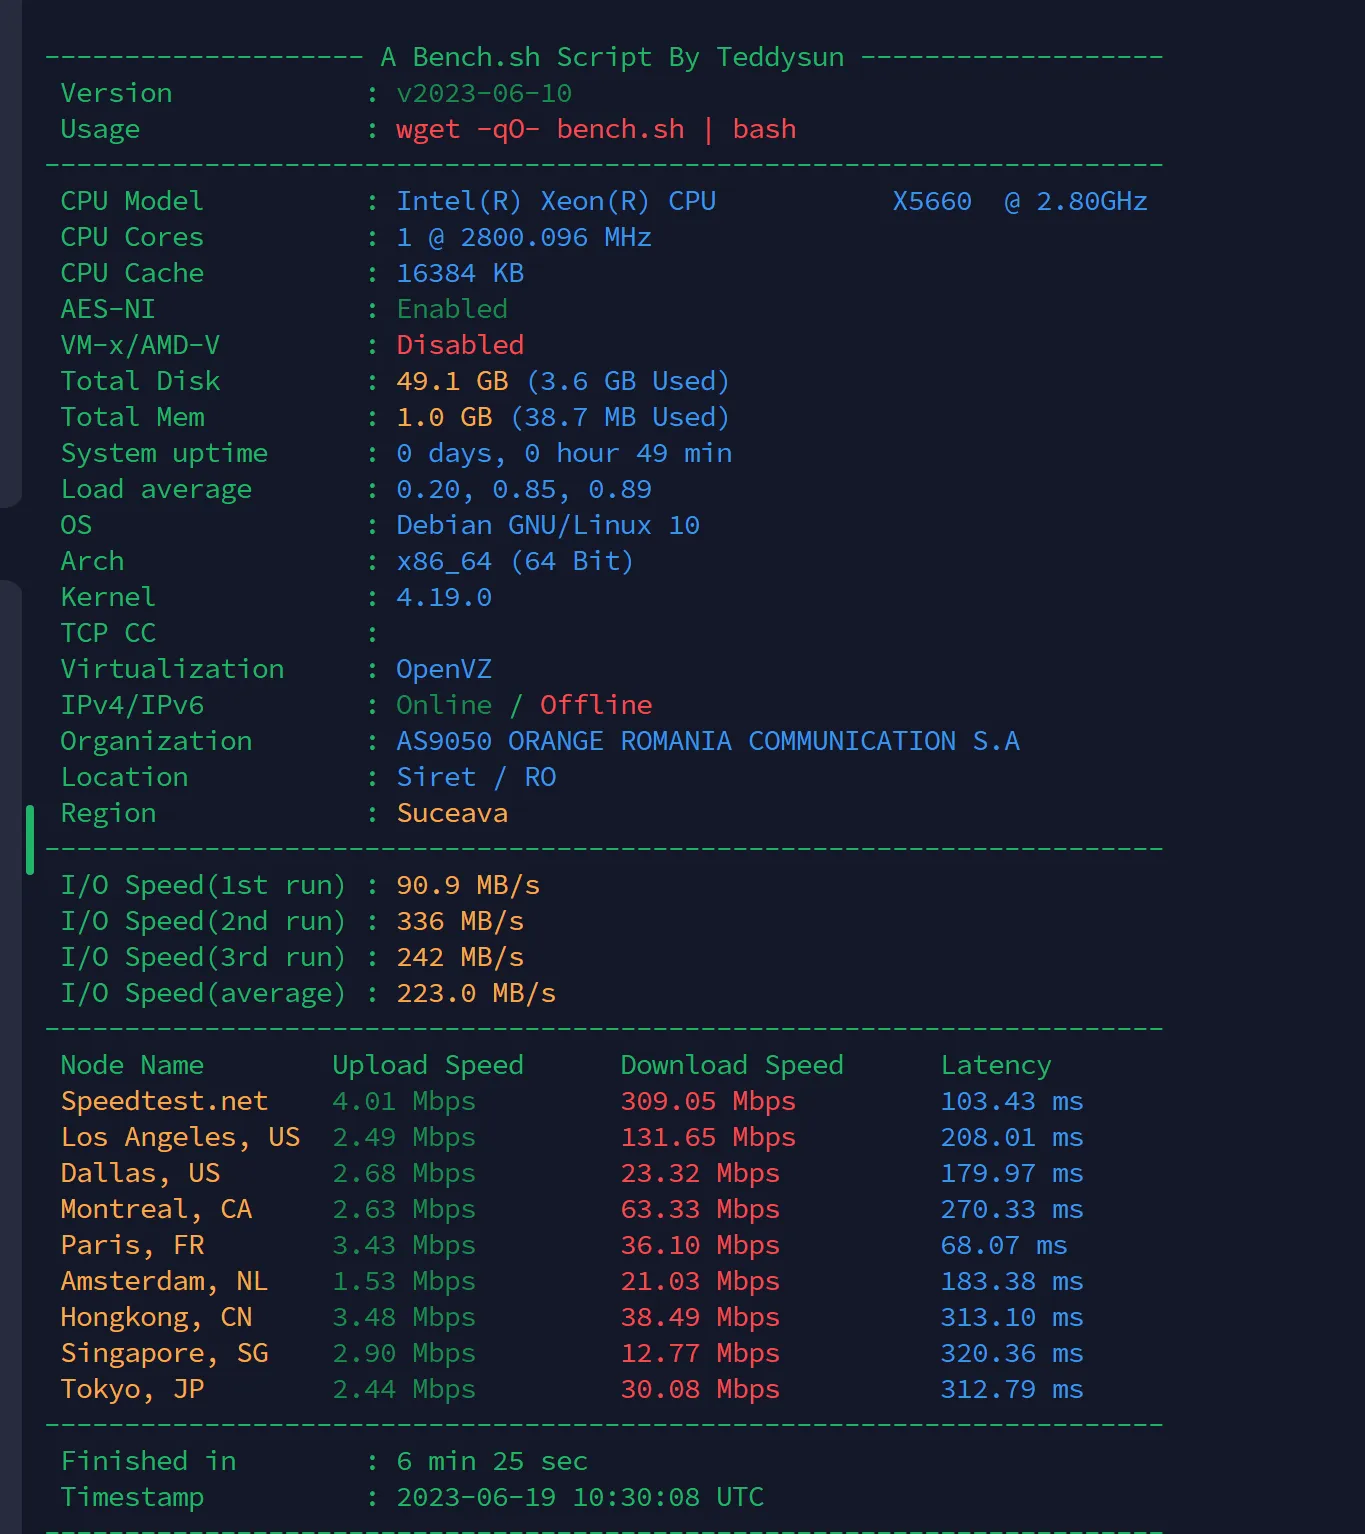 -------------------- A Bench.sh Script By Teddysun -------------------
 Version            : v2023-06-10
 Usage              : wget -qO- bench.sh | bash
----------------------------------------------------------------------
 CPU Model          : Intel(R) Xeon(R) CPU           X5660  @ 2.80GHz
 CPU Cores          : 1 @ 2800.096 MHz
 CPU Cache          : 16384 KB
 AES-NI             : Enabled
 VM-x/AMD-V         : Disabled
 Total Disk         : 49.1 GB (3.6 GB Used)
 Total Mem          : 1.0 GB (38.7 MB Used)
 System uptime      : 0 days, 0 hour 49 min
 Load average       : 0.20, 0.85, 0.89
 OS                 : Debian GNU/Linux 10
 Arch               : x86_64 (64 Bit)
 Kernel             : 4.19.0
 TCP CC             :
 Virtualization     : OpenVZ
 IPv4/IPv6          : Online / Offline
 Organization       : AS9050 ORANGE ROMANIA COMMUNICATION S.A
 Location           : Siret / RO
 Region             : Suceava
----------------------------------------------------------------------
 I/O Speed(1st run) : 90.9 MB/s
 I/O Speed(2nd run) : 336 MB/s
 I/O Speed(3rd run) : 242 MB/s
 I/O Speed(average) : 223.0 MB/s
----------------------------------------------------------------------
 Node Name        Upload Speed      Download Speed      Latency
 Speedtest.net    4.01 Mbps         309.05 Mbps         103.43 ms
 Los Angeles, US  2.49 Mbps         131.65 Mbps         208.01 ms
 Dallas, US       2.68 Mbps         23.32 Mbps          179.97 ms
 Montreal, CA     2.63 Mbps         63.33 Mbps          270.33 ms
 Paris, FR        3.43 Mbps         36.10 Mbps          68.07 ms
 Amsterdam, NL    1.53 Mbps         21.03 Mbps          183.38 ms
 Hongkong, CN     3.48 Mbps         38.49 Mbps          313.10 ms
 Singapore, SG    2.90 Mbps         12.77 Mbps          320.36 ms
 Tokyo, JP        2.44 Mbps         30.08 Mbps          312.79 ms
----------------------------------------------------------------------
 Finished in        : 6 min 25 sec
 Timestamp          : 2023-06-19 10:30:08 UTC
----------------------------------------------------------------------